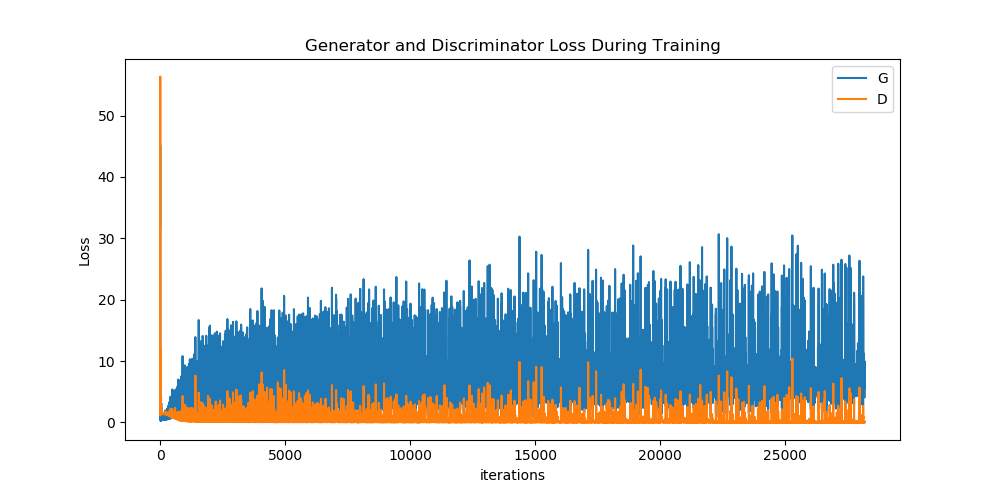 Generator and Discriminator Loss During Training
G
D
50
40
30
20
10
0
Loss
0 5000 10000 15000 20000 25000
iterations